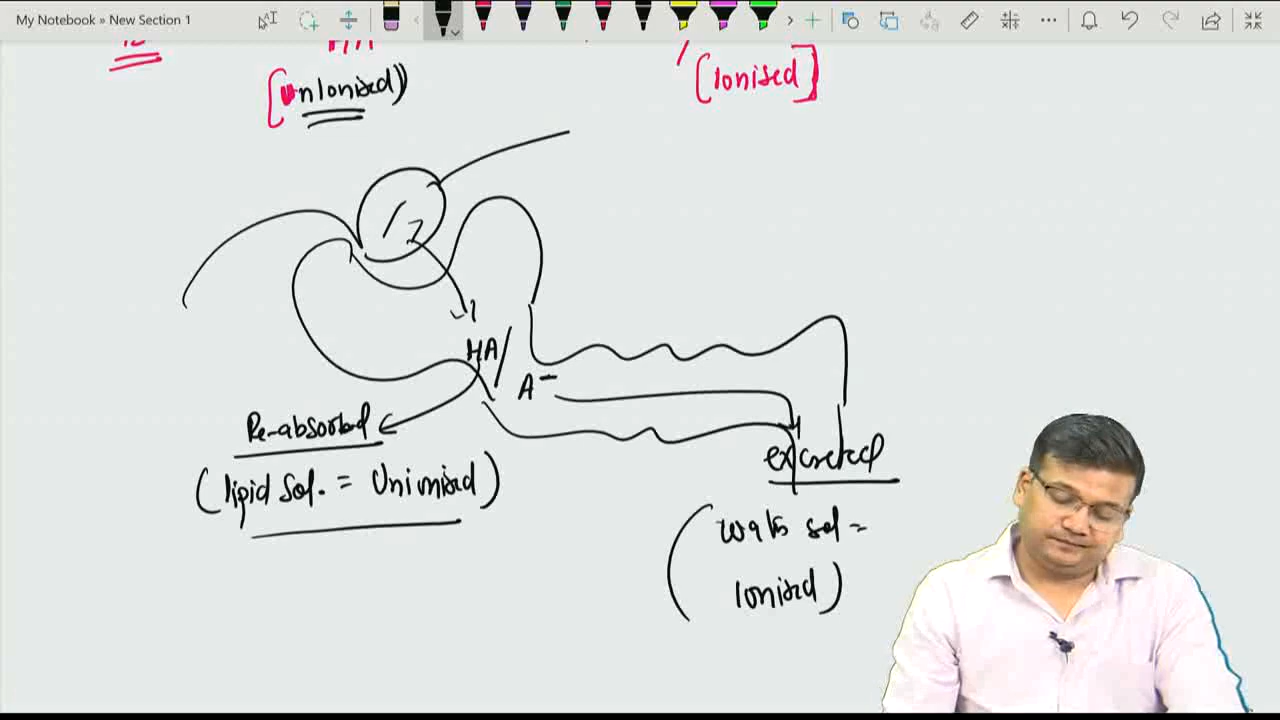 My Notebook » New Section 1
[unIonised)
[Ionised]
HA/
A-
Re-absorbed
excreted
(lipid sol. = Unionised)
(Water sol =
Ionised)